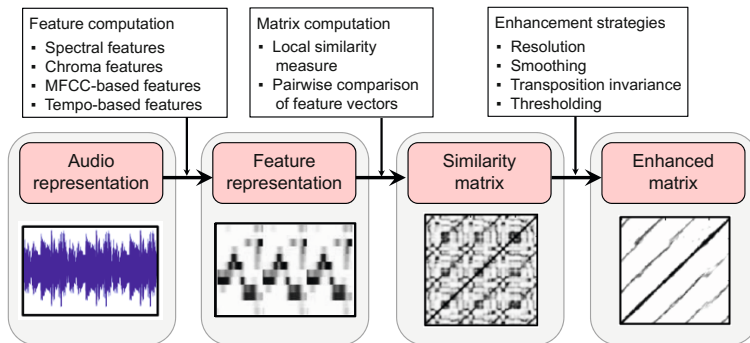 Feature computation
▪ Spectral features
▪ Chroma features
▪ MFCC-based features
▪ Tempo-based features
Matrix computation
▪ Local similarity
measure
▪ Pairwise comparison
of feature vectors
Enhancement strategies
▪ Resolution
▪ Smoothing
▪ Transposition invariance
▪ Thresholding
Audio
representation
Feature
representation
Similarity
matrix
Enhanced
matrix